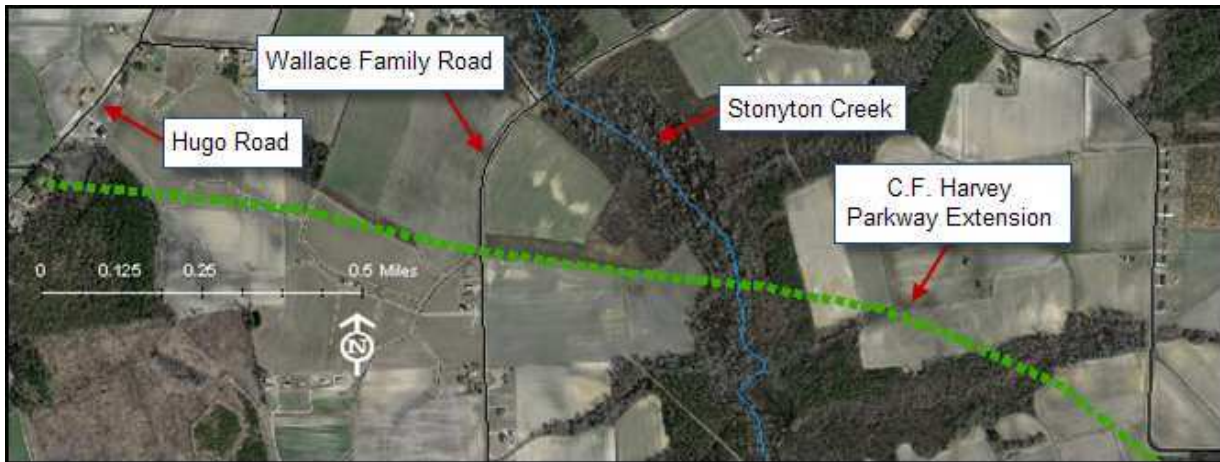 Wallace Family Road
Stonyton Creek
Hugo Road
C.F. Harvey
Parkway Extension
0 0.125 0.25 0.5 Miles
N